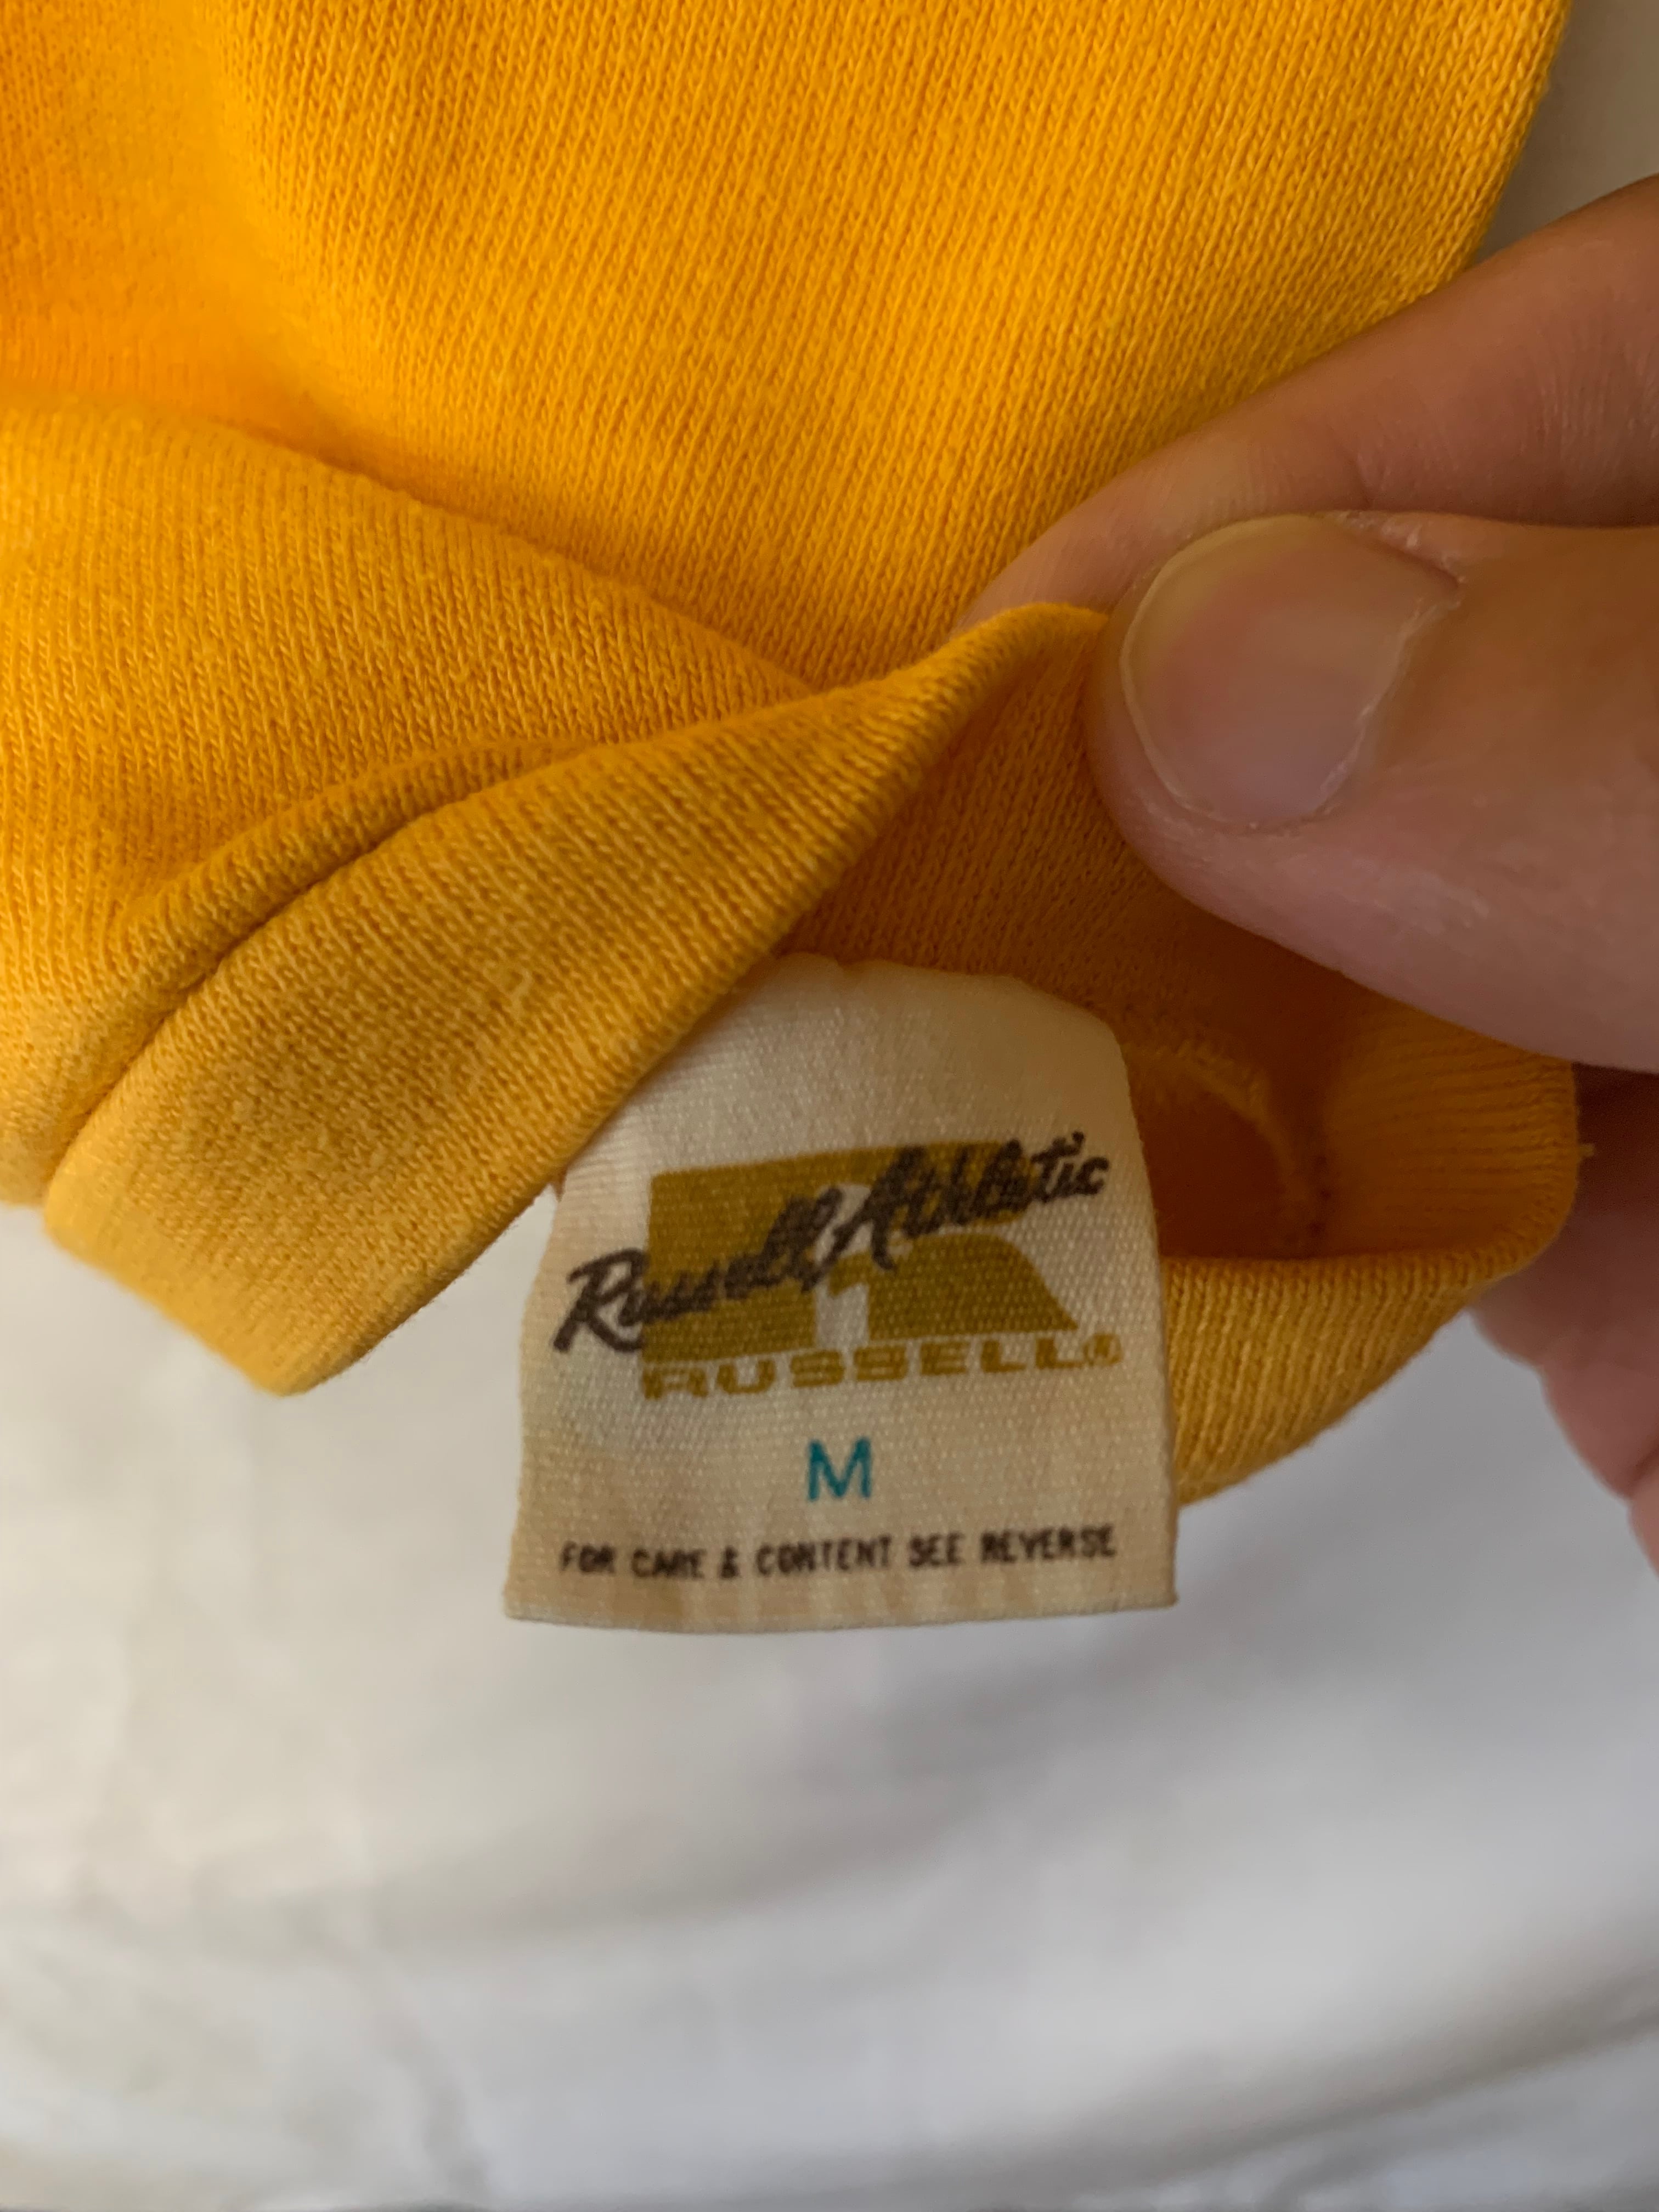 Russell Athletic
RUSSELL®
M
FOR CARE & CONTENT SEE REVERSE